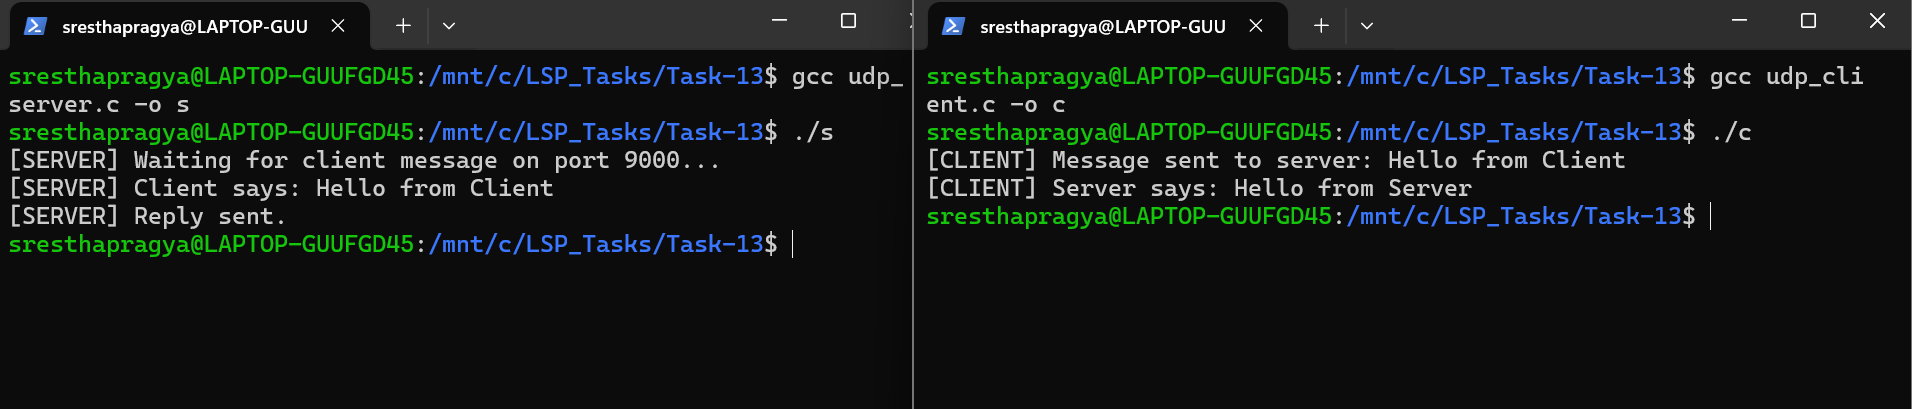 sresthapragya@LAPTOP-GUU
sresthapragya@LAPTOP-GUUFGD45:/mnt/c/LSP_Tasks/Task-13$ gcc udp_
server.c -o s
sresthapragya@LAPTOP-GUUFGD45:/mnt/c/LSP_Tasks/Task-13$ ./s
[SERVER] Waiting for client message on port 9000...
[SERVER] Client says: Hello from Client
[SERVER] Reply sent.
sresthapragya@LAPTOP-GUUFGD45:/mnt/c/LSP_Tasks/Task-13$
sresthapragya@LAPTOP-GUU
sresthapragya@LAPTOP-GUUFGD45:/mnt/c/LSP_Tasks/Task-13$ gcc udp_cli
ent.c -o c
sresthapragya@LAPTOP-GUUFGD45:/mnt/c/LSP_Tasks/Task-13$ ./c
[CLIENT] Message sent to server: Hello from Client
[CLIENT] Server says: Hello from Server
sresthapragya@LAPTOP-GUUFGD45:/mnt/c/LSP_Tasks/Task-13$